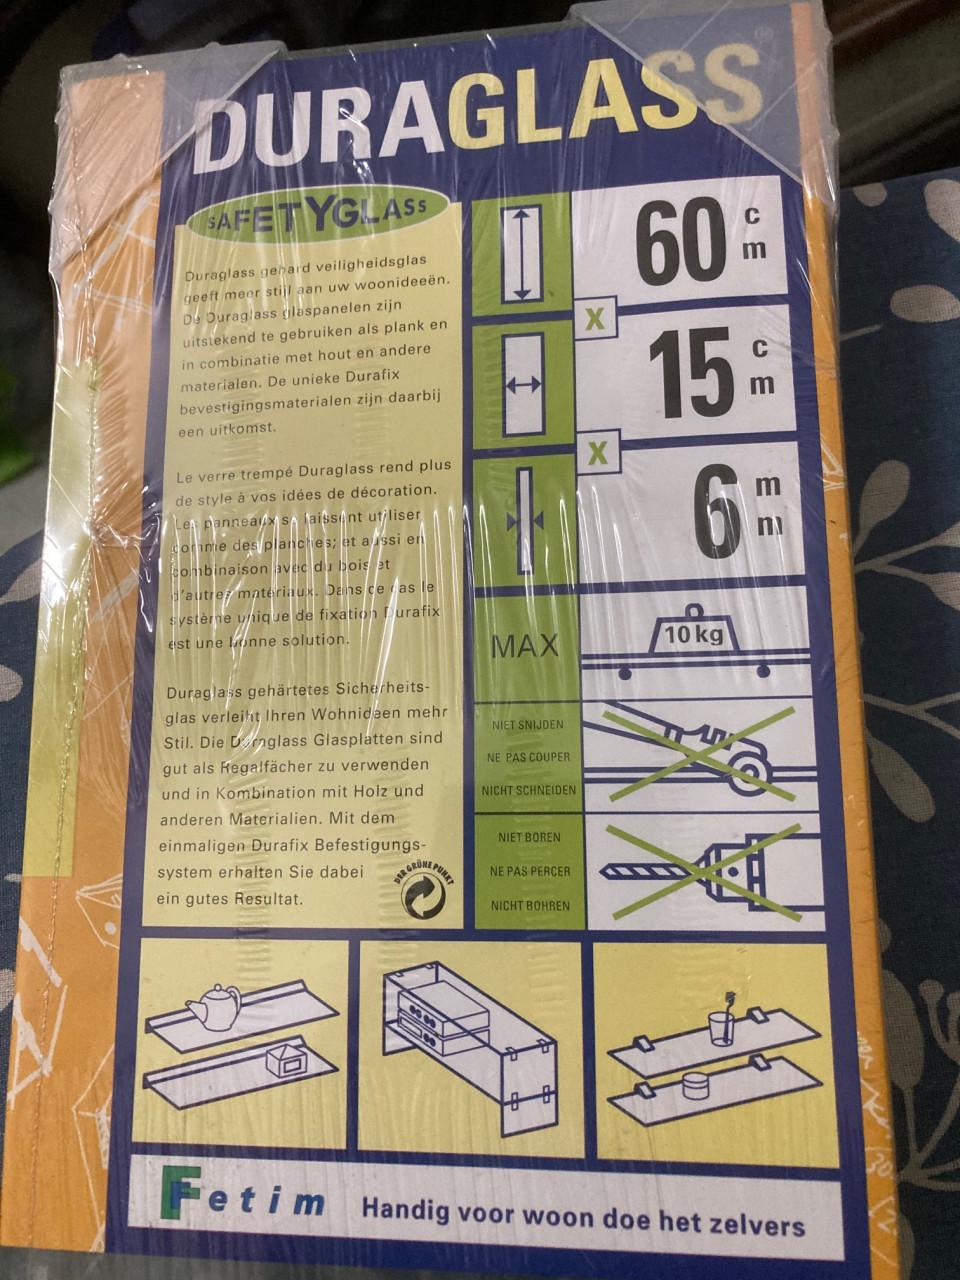 DURAGLASS®
SAFETYGLASS
Duraglass gehard veiligheidsglas
geeft meer stijl aan uw woonideeën.
De Duraglass glaspanelen zijn
uitstekend te gebruiken als plank en
in combinatie met hout en andere
materialen. De unieke Durafix
bevestigingsmaterialen zijn daarbij
een uitkomst.
Le verre trempé Duraglass rend plus
de style à vos idées de décoration.
Les panneaux se laissent utiliser
comme des planches; et aussi en
combinaison avec du bois et
d'autres matériaux. Dans ce cas le
système unique de fixation Durafix
est une bonne solution.
Duraglass gehärtetes Sicherheits-
glas verleiht Ihren Wohnideen mehr
Stil. Die Duraglass Glasplatten sind
gut als Regalfächer zu verwenden
und in Kombination mit Holz und
anderen Materialien. Mit dem
einmaligen Durafix Befestigungs-
system erhalten Sie dabei
ein gutes Resultat.
DER GRÜNE PUNKT
60 cm
x
15 cm
x
6 mm
MAX
10 kg
NIET SNIJDEN
NE PAS COUPER
NICHT SCHNEIDEN
NIET BOREN
NE PAS PERCER
NICHT BOHREN
Fetim
Handig voor woon doe het zelvers